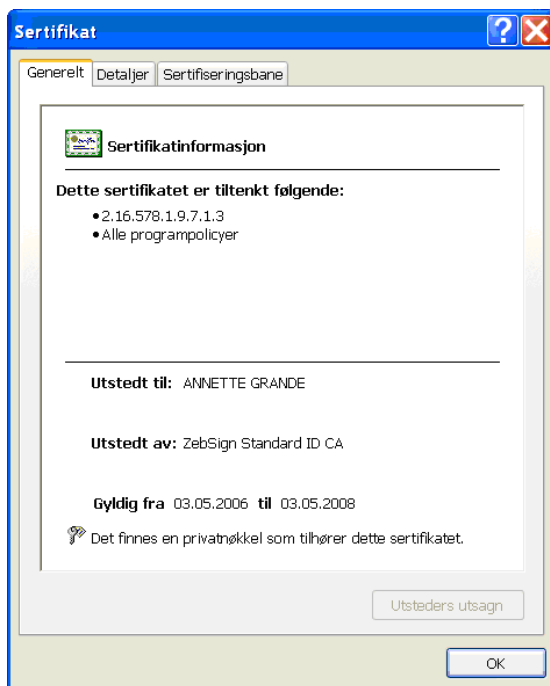 Sertifikat
Generelt Detaljer Sertifiseringsbane
Sertifikatinformasjon
Dette sertifikatet er tiltenkt følgende:
•2.16.578.1.9.7.1.3
•Alle programpolicyer
Utstedt til: ANNETTE GRANDE
Utstedt av: ZebSign Standard ID CA
Gyldig fra 03.05.2006 til 03.05.2008
Det finnes en privatnøkkel som tilhører dette sertifikatet.
Utsteders utsagn
OK